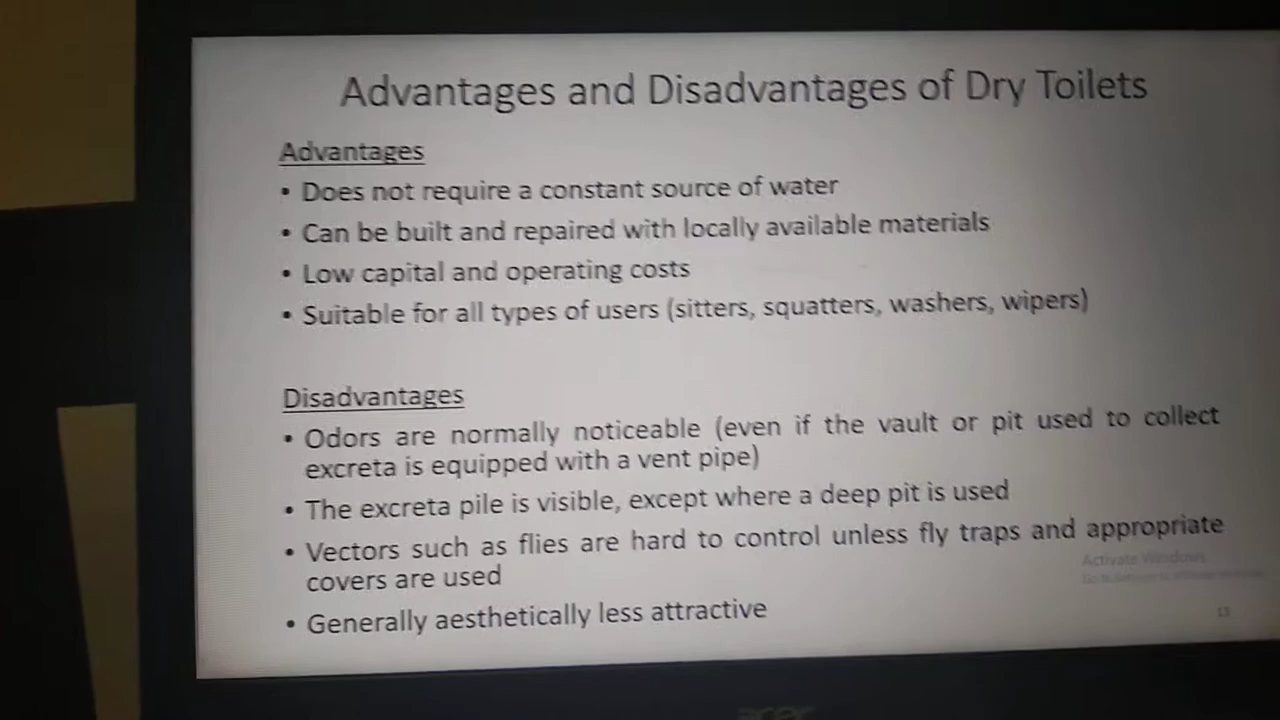 Advantages and Disadvantages of Dry Toilets
Advantages
• Does not require a constant source of water
• Can be built and repaired with locally available materials
• Low capital and operating costs
• Suitable for all types of users (sitters, squatters, washers, wipers)
Disadvantages
• Odors are normally noticeable (even if the vault or pit used to collect
excreta is equipped with a vent pipe)
• The excreta pile is visible, except where a deep pit is used
• Vectors such as flies are hard to control unless fly traps and appropriate
covers are used
Activate Windows
• Generally aesthetically less attractive
13
acer